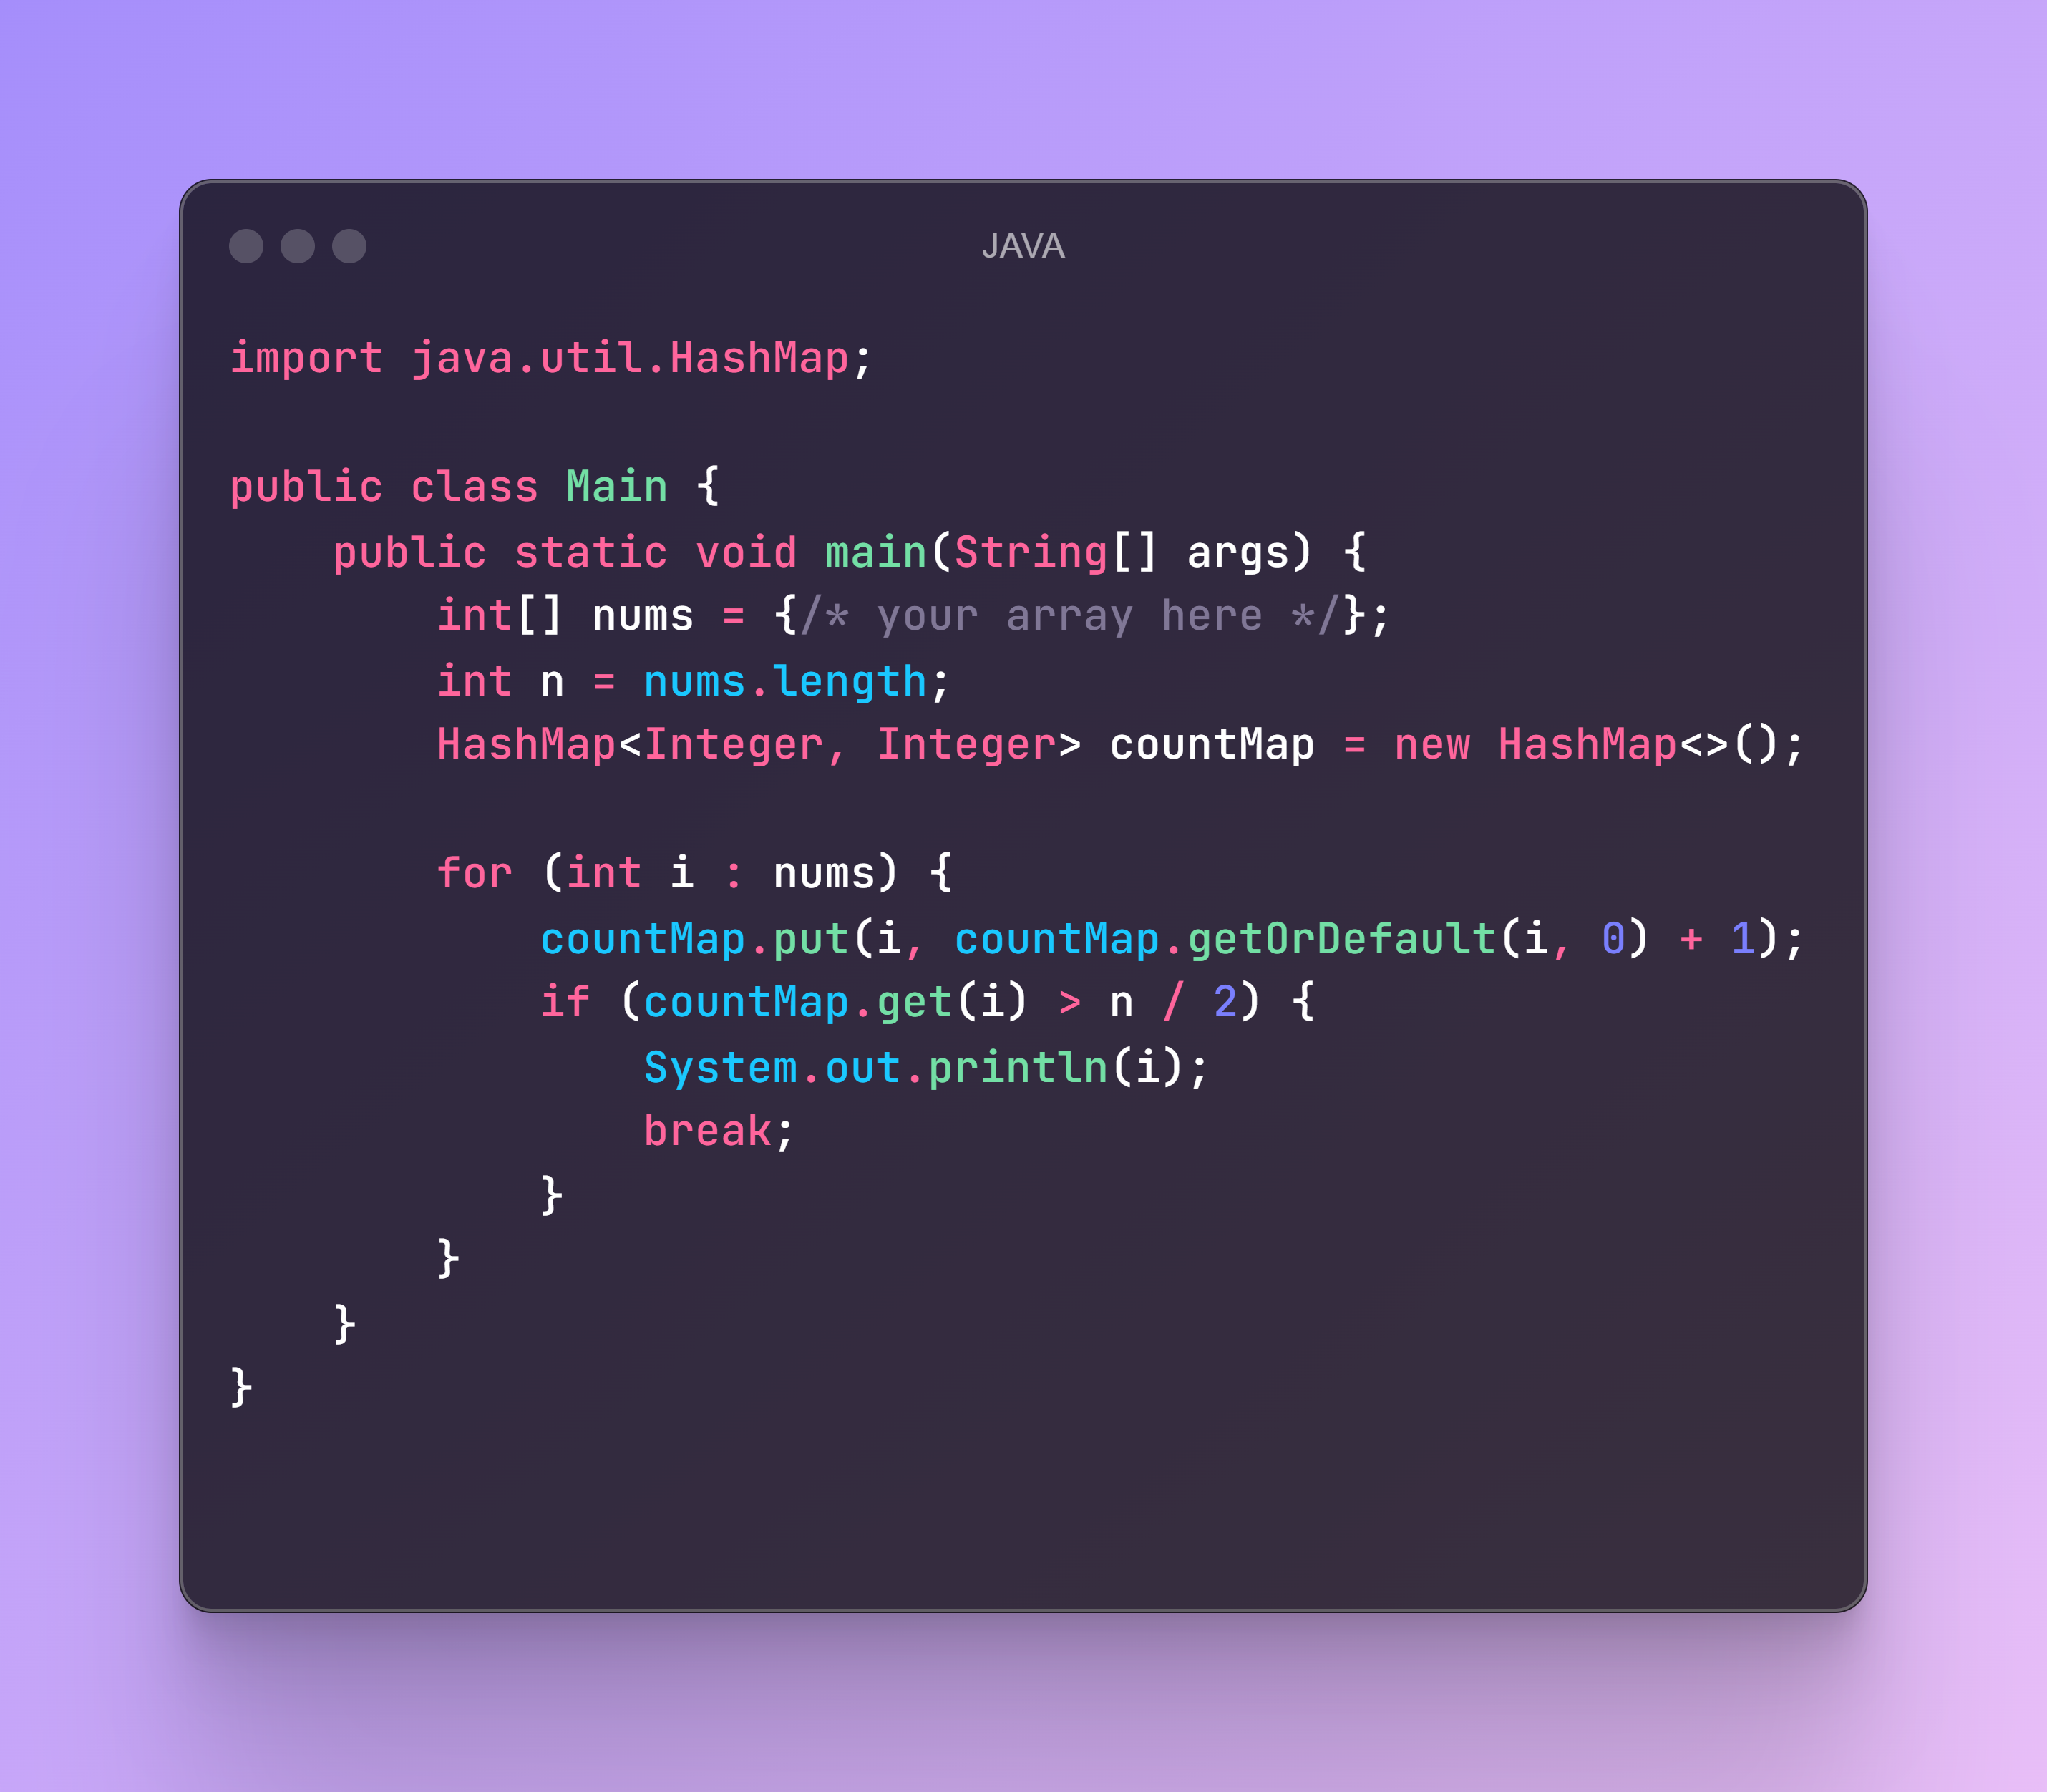 JAVA
import java.util.HashMap;
public class Main {
    public static void main(String[] args) {
        int[] nums = {/* your array here */};
        int n = nums.length;
        HashMap<Integer, Integer> countMap = new HashMap<>();
        for (int i : nums) {
            countMap.put(i, countMap.getOrDefault(i, 0) + 1);
            if (countMap.get(i) > n / 2) {
                System.out.println(i);
                break;
            }
        }
    }
}